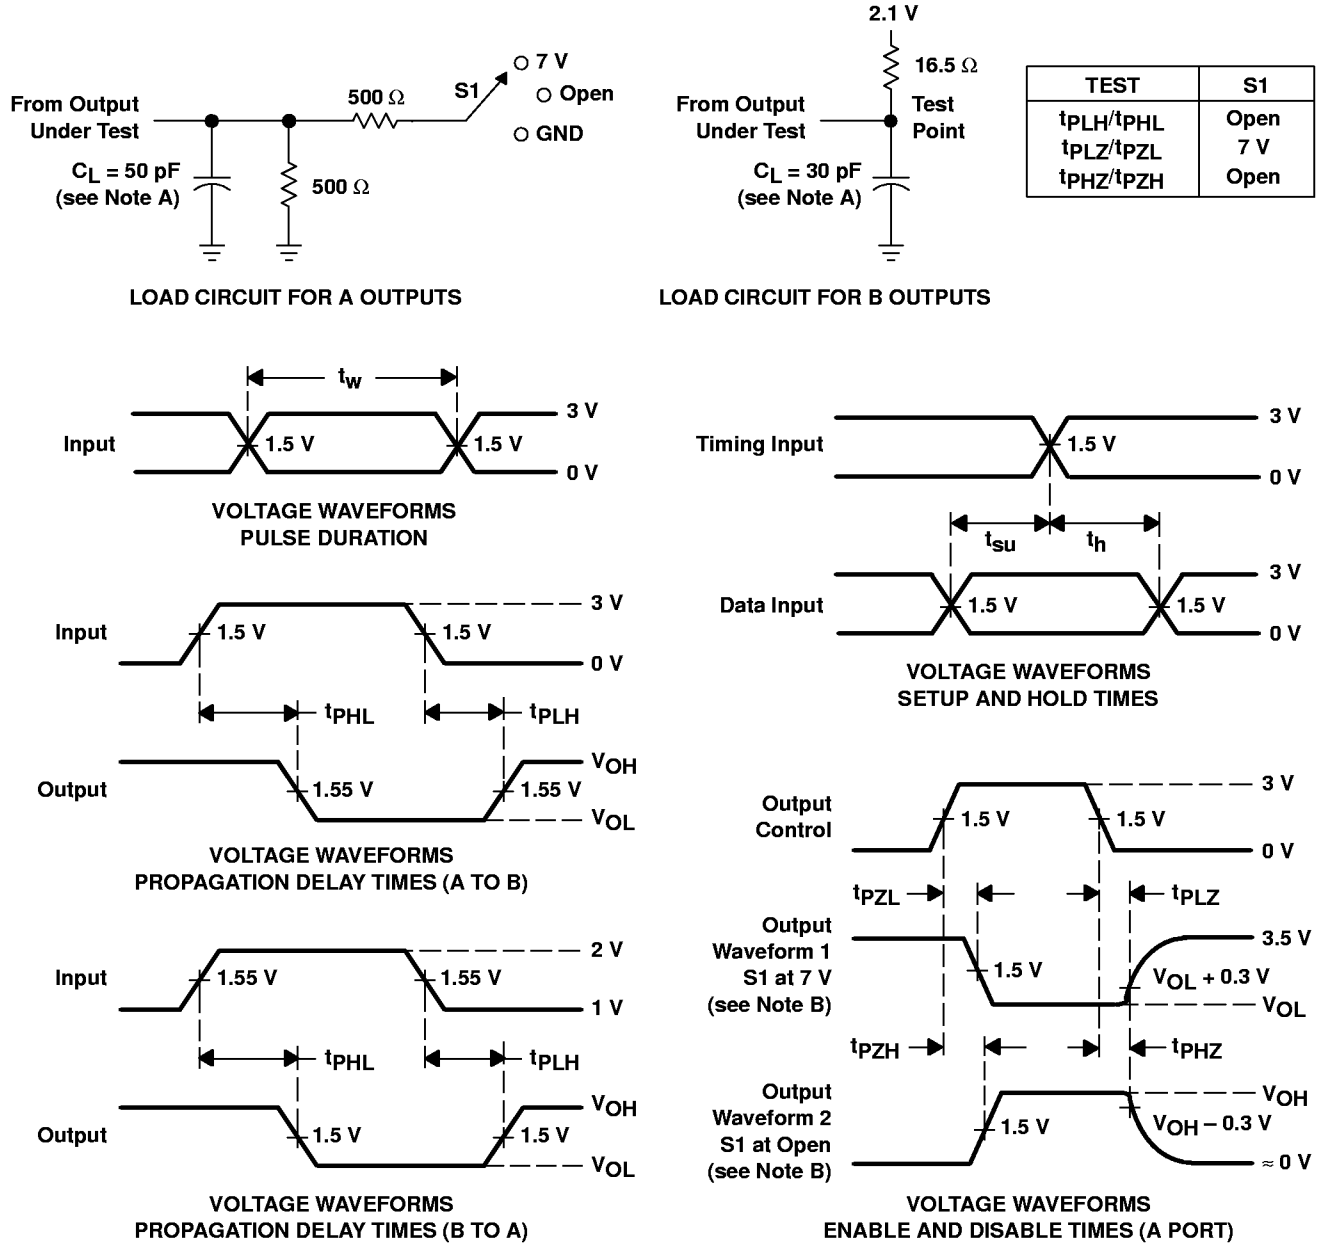 From Output
Under Test
CL = 50 pF
(see Note A)
500 Ω
500 Ω
S1
7 V
Open
GND
LOAD CIRCUIT FOR A OUTPUTS
2.1 V
16.5 Ω
From Output
Under Test
Test
Point
CL = 30 pF
(see Note A)
LOAD CIRCUIT FOR B OUTPUTS
TEST S1
tPLH/tPHL Open
tPLZ/tPZL 7 V
tPHZ/tPZH Open
tw
Input
3 V
1.5 V 1.5 V
0 V
VOLTAGE WAVEFORMS
PULSE DURATION
Timing Input
3 V
1.5 V
0 V
tsu th
Data Input
3 V
1.5 V 1.5 V
0 V
VOLTAGE WAVEFORMS
SETUP AND HOLD TIMES
Input
3 V
1.5 V 1.5 V
0 V
tPHL tPLH
Output
VOH
1.55 V 1.55 V
VOL
VOLTAGE WAVEFORMS
PROPAGATION DELAY TIMES (A TO B)
Input
2 V
1.55 V 1.55 V
1 V
tPHL tPLH
Output
VOH
1.5 V 1.5 V
VOL
VOLTAGE WAVEFORMS
PROPAGATION DELAY TIMES (B TO A)
Output
Control
3 V
1.5 V 1.5 V
0 V
tPZL tPLZ
Output
Waveform 1
S1 at 7 V
(see Note B)
3.5 V
1.5 V
VOL + 0.3 V
VOL
tPZH tPHZ
Output
Waveform 2
S1 at Open
(see Note B)
VOH
1.5 V
VOH – 0.3 V
≈ 0 V
VOLTAGE WAVEFORMS
ENABLE AND DISABLE TIMES (A PORT)